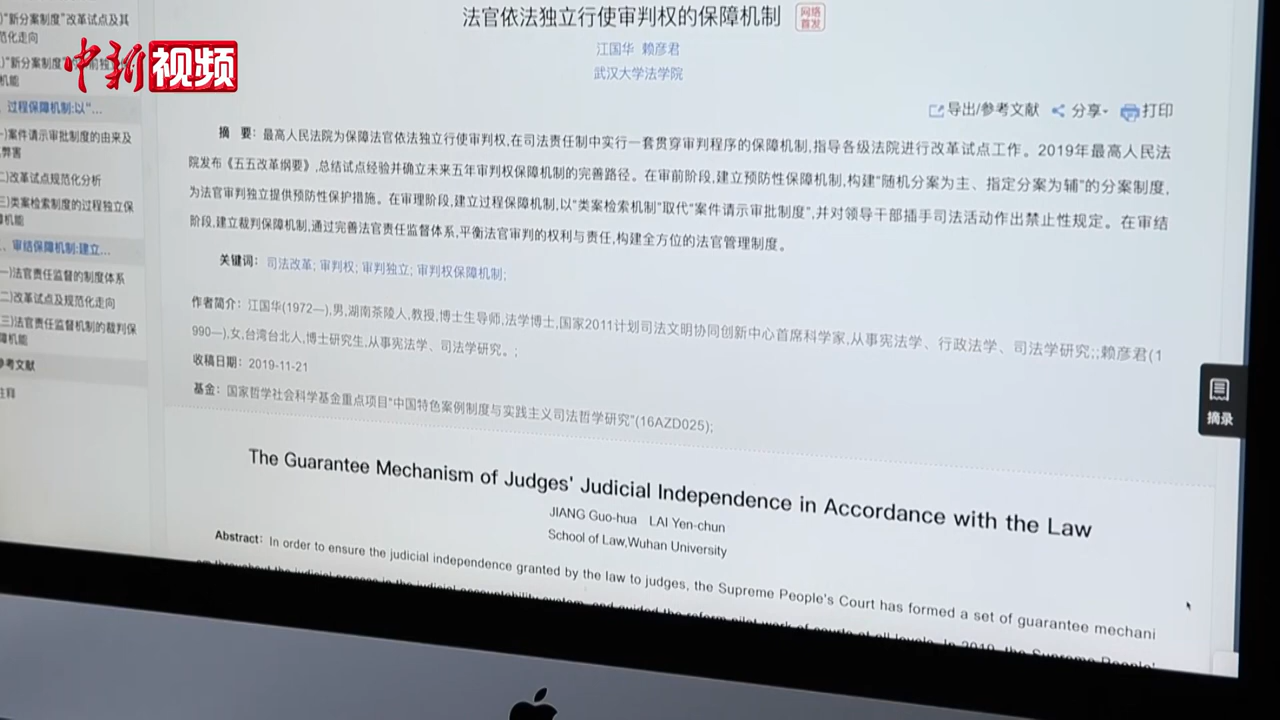 )“新分案制度”改革试点及其
范化走向
中新视频
机能
、过程保障机制:以“...
一)案件请示审批制度的由来及
弊害
二)改革试点规范化分析
三)类案检索制度的过程独立保
障机能
、审结保障机制:建立...
一)法官责任监督的制度体系
二)改革试点及规范化走向
三)法官责任监督机制的裁判保
障机能
参考文献
注释
法官依法独立行使审判权的保障机制
网络
首发
江国华 赖彦君
武汉大学法学院
导出/参考文献 分享 打印
摘 要: 最高人民法院为保障法官依法独立行使审判权,在司法责任制中实行一套贯穿审判程序的保障机制,指导各级法院进行改革试点工作。2019年最高人民法
院发布《五五改革纲要》,总结试点经验并确立未来五年审判权保障机制的完善路径。在审前阶段,建立预防性保障机制,构建“随机分案为主、指定分案为辅”的分案制度,
为法官审判独立提供预防性保护措施。在审理阶段,建立过程保障机制,以“类案检索机制”取代“案件请示审批制度”,并对领导干部插手司法活动作出禁止性规定。在审结
阶段,建立裁判保障机制,通过完善法官责任监督体系,平衡法官审判的权利与责任,构建全方位的法官管理制度。
关键词: 司法改革; 审判权; 审判独立; 审判权保障机制;
作者简介: 江国华(1972—),男,湖南茶陵人,教授,博士生导师,法学博士,国家2011计划司法文明协同创新中心首席科学家,从事宪法学、行政法学、司法学研究;;赖彦君(1
990—),女,台湾台北人,博士研究生,从事宪法学、司法学研究。;
收稿日期: 2019-11-21
基金: 国家哲学社会科学基金重点项目“中国特色案例制度与实践主义司法哲学研究”(16AZD025);
摘录
The Guarantee Mechanism of Judges' Judicial Independence in Accordance with the Law
JIANG Guo-hua LAI Yen-chun
School of Law,Wuhan University
Abstract: In order to ensure the judicial independence granted by the law to judges, the Supreme People's Court has formed a set of guarantee mechani